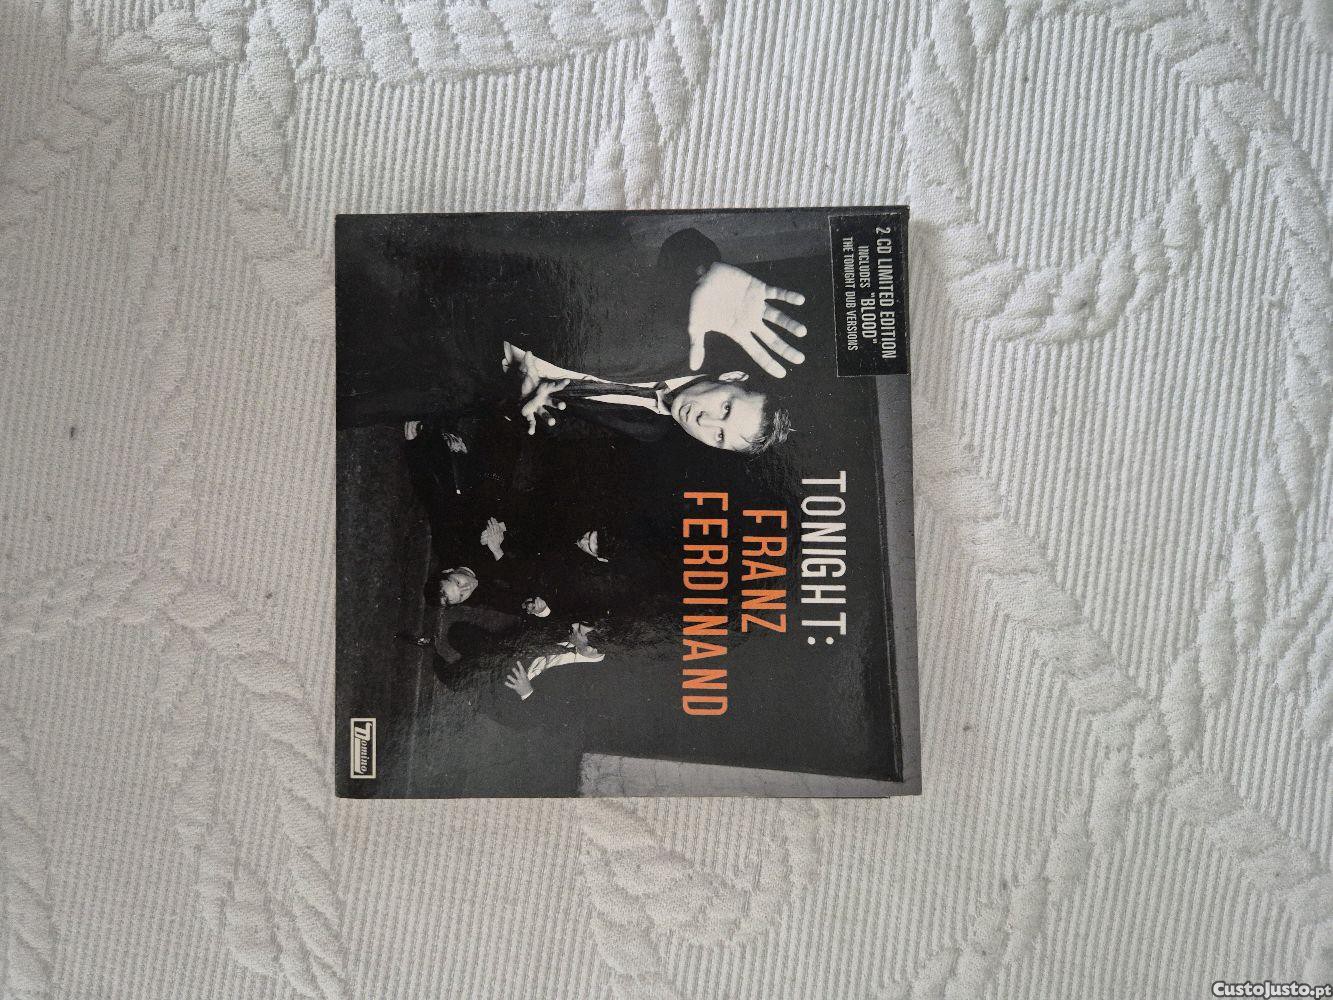 2 CD LIMITED EDITION
INCLUDES "BLOOD"
THE TONIGHT DUB VERSIONS
TONIGHT:
FRANZ
FERDINAND
Domino
CustoJusto.pt